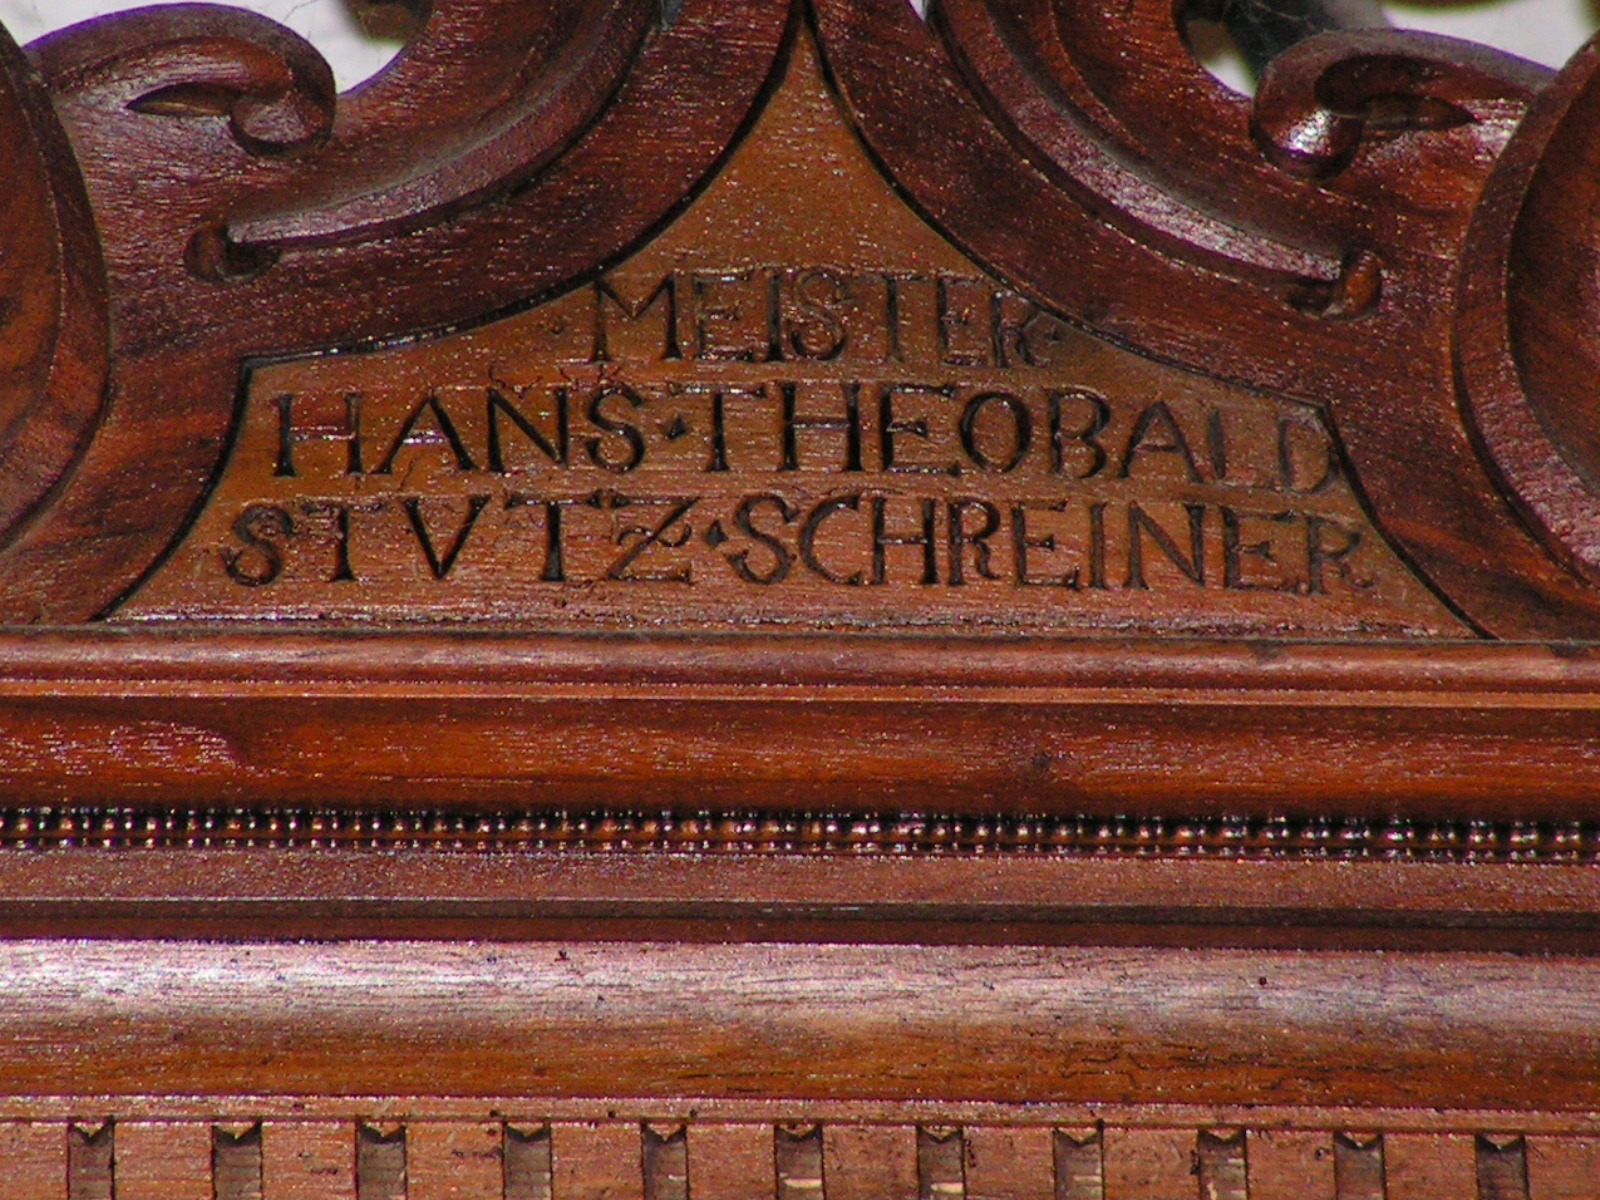 ·MEISTER·
HANS·THEOBALD
STVTZ·SCHREINER